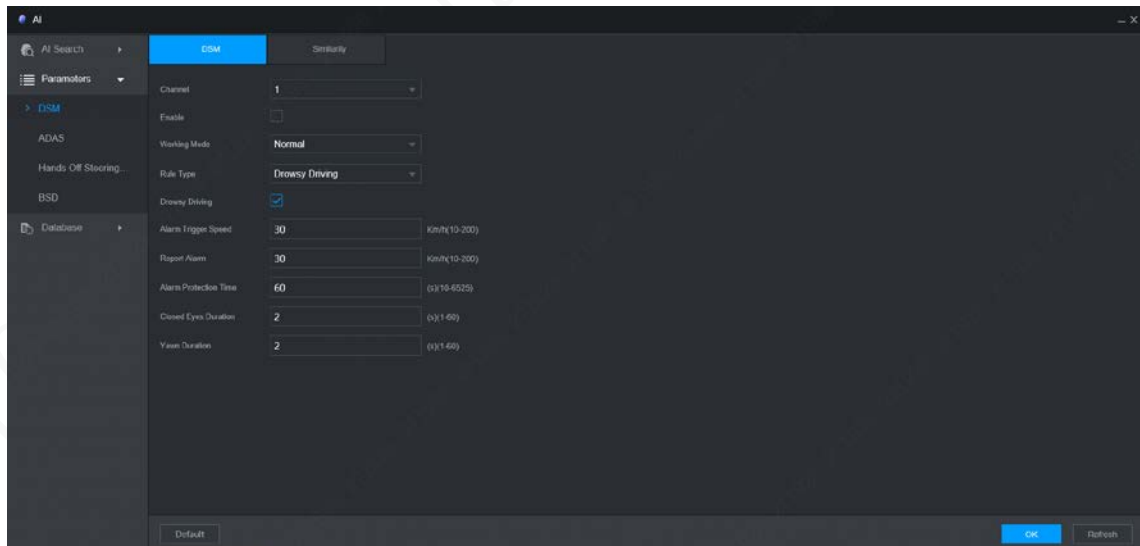 AI
AI Search
DSM
Similarity
Parameters
Channel
1
> DSM
Enable
ADAS
Working Mode
Normal
Hands Off Steering...
Rule Type
Drowsy Driving
BSD
Drowsy Driving
Database
Alarm Trigger Speed
30
Km/h(10-200)
Report Alarm
30
Km/h(10-200)
Alarm Protection Time
60
(s)(10-6525)
Closed Eyes Duration
2
(s)(1-60)
Yawn Duration
2
(s)(1-60)
Default
OK
Refresh